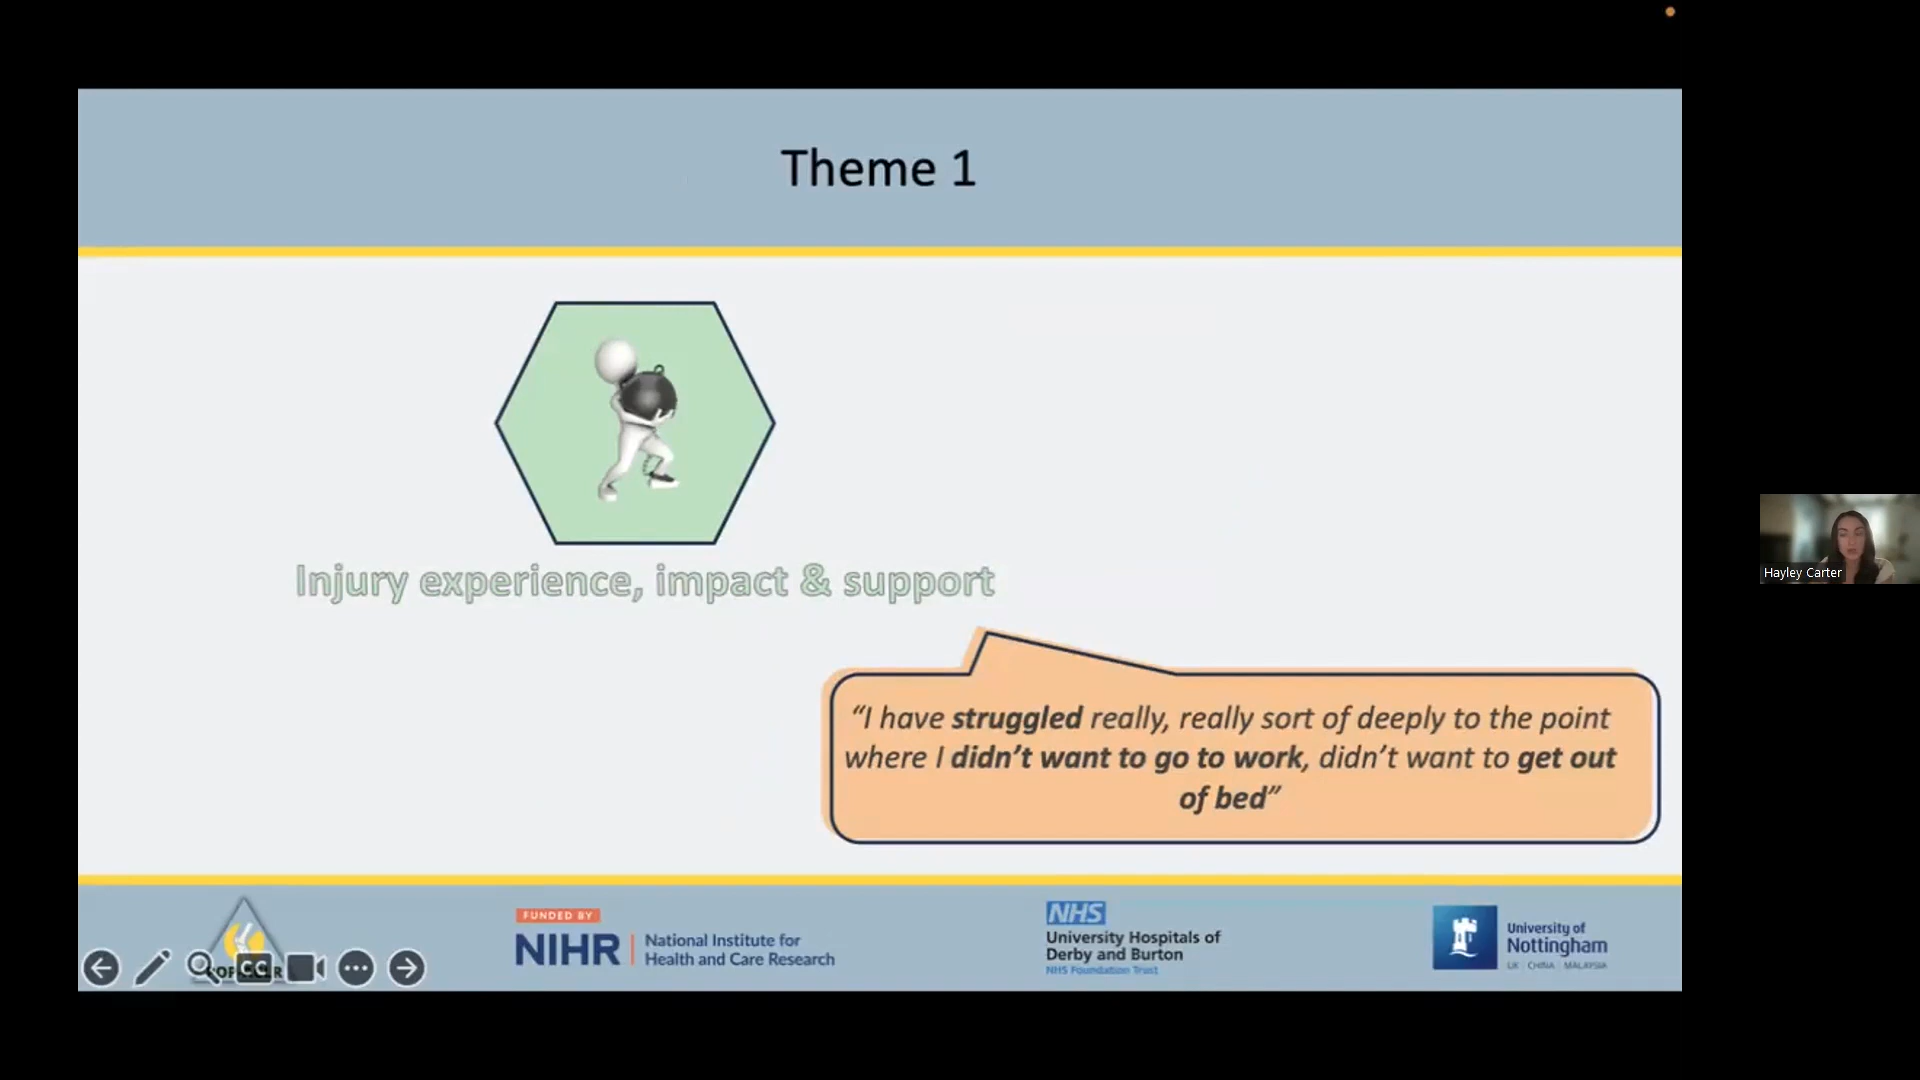 Theme 1
Injury experience, impact & support
“I have struggled really, really sort of deeply to the point
where I didn’t want to go to work, didn’t want to get out
of bed”
Hayley Carter
FUNDED BY
NIHR
National Institute for
Health and Care Research
NHS
University Hospitals of
Derby and Burton
NHS Foundation Trust
University of
Nottingham
UK | CHINA | MALAYSIA
CC